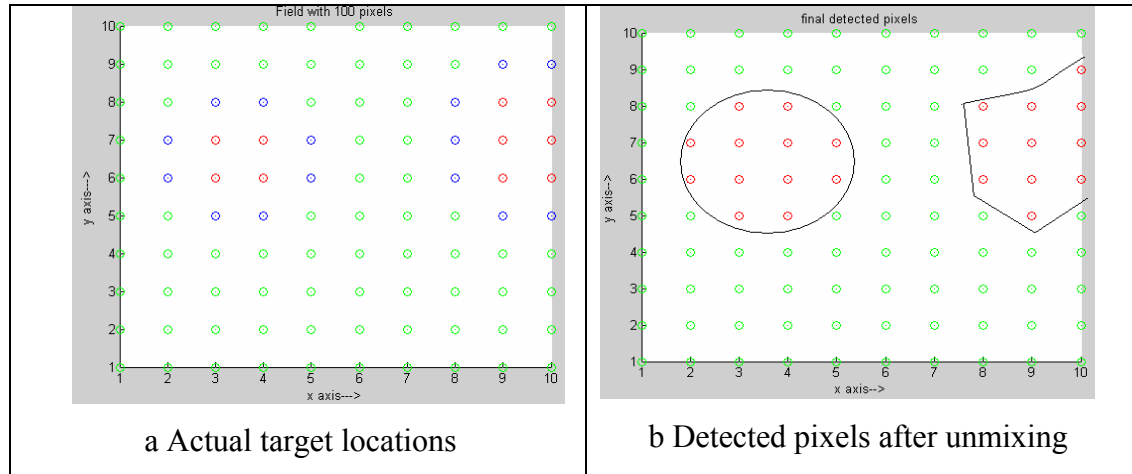 Field with 100 pixels
10
9
8
7
6
5
4
3
2
1
y axis--->
1 2 3 4 5 6 7 8 9 10
x axis--->
a Actual target locations
final detected pixels
10
9
8
7
6
5
4
3
2
1
y axis--->
1 2 3 4 5 6 7 8 9 10
x axis--->
b Detected pixels after unmixing